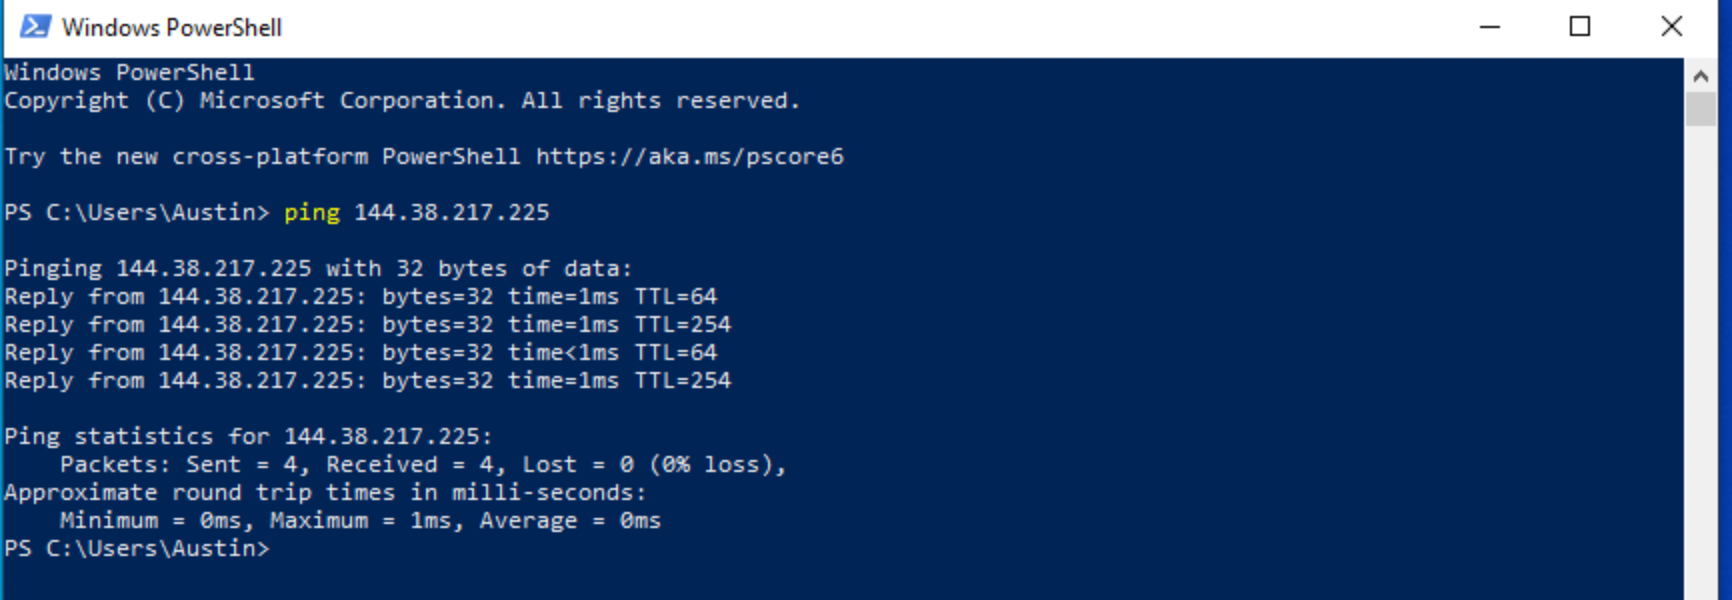 Windows PowerShell
Windows PowerShell
Copyright (C) Microsoft Corporation. All rights reserved.
Try the new cross-platform PowerShell https://aka.ms/pscore6
PS C:\Users\Austin> ping 144.38.217.225
Pinging 144.38.217.225 with 32 bytes of data:
Reply from 144.38.217.225: bytes=32 time=1ms TTL=64
Reply from 144.38.217.225: bytes=32 time=1ms TTL=254
Reply from 144.38.217.225: bytes=32 time<1ms TTL=64
Reply from 144.38.217.225: bytes=32 time=1ms TTL=254
Ping statistics for 144.38.217.225:
    Packets: Sent = 4, Received = 4, Lost = 0 (0% loss),
Approximate round trip times in milli-seconds:
    Minimum = 0ms, Maximum = 1ms, Average = 0ms
PS C:\Users\Austin>